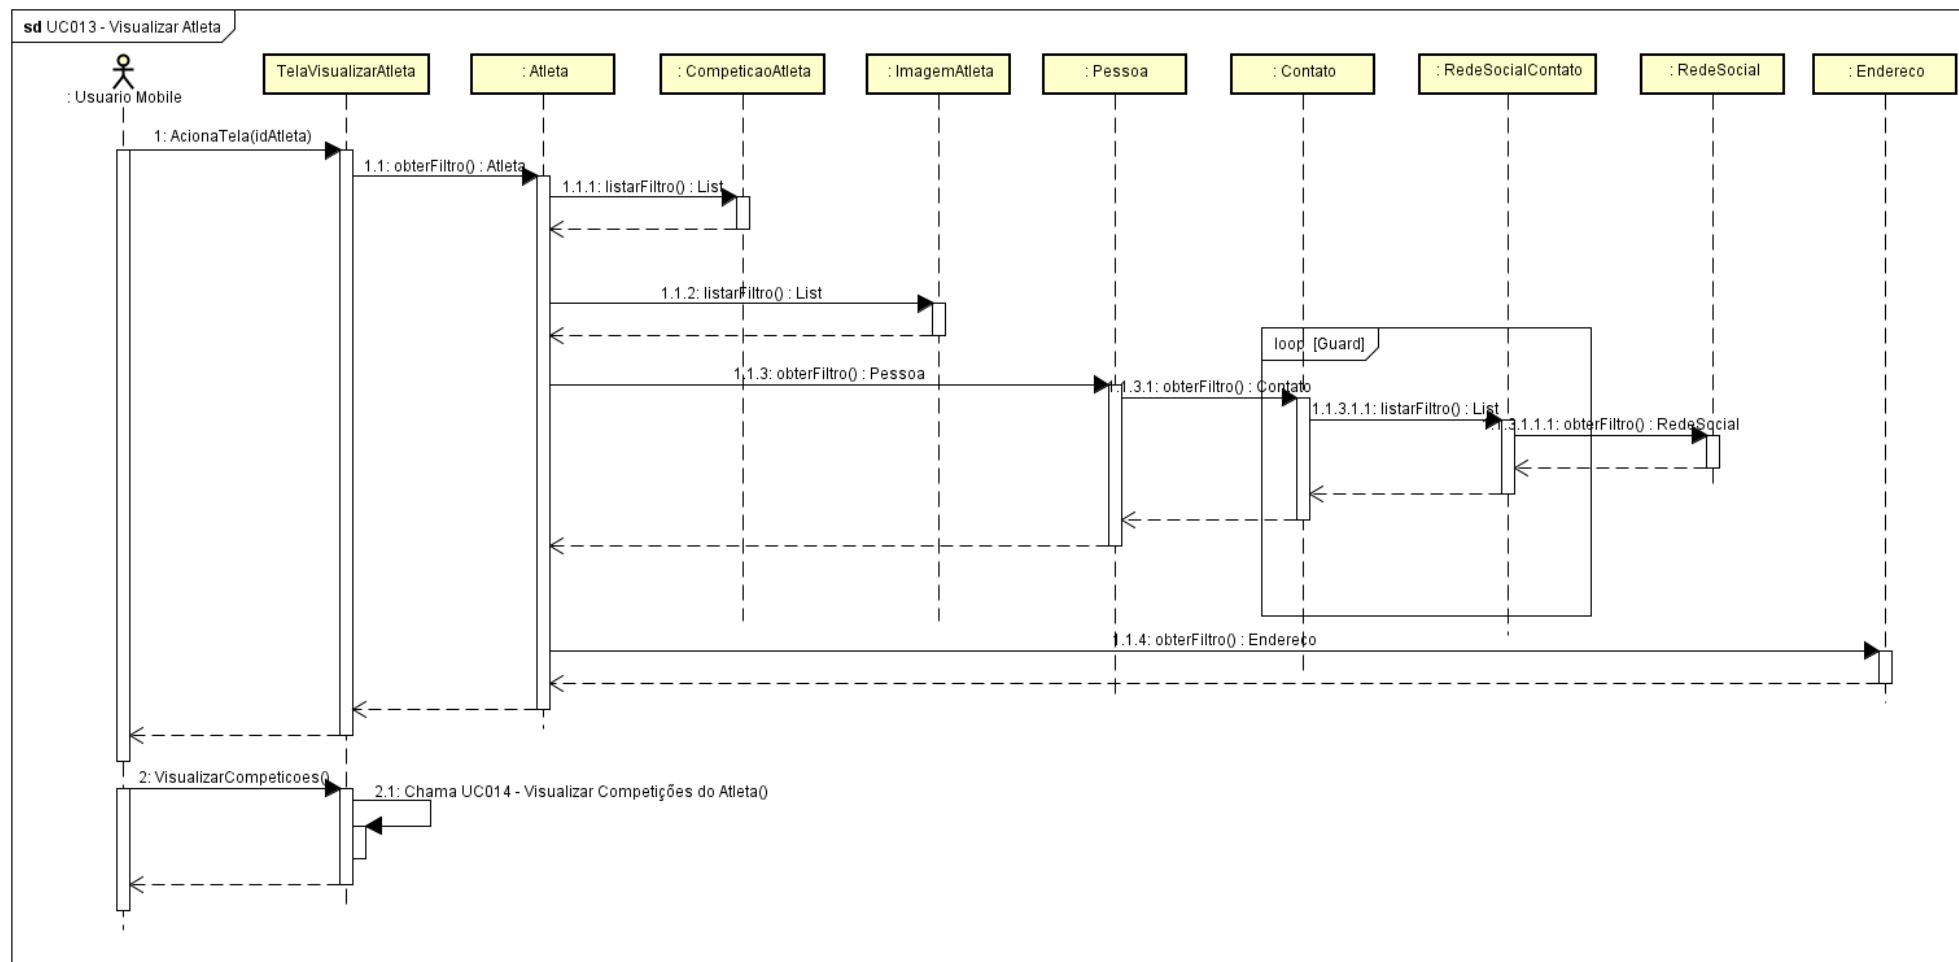 sd UC013 - Visualizar Atleta
: Usuario Mobile
TelaVisualizarAtleta
: Atleta
: CompeticaoAtleta
: ImagemAtleta
: Pessoa
: Contato
: RedeSocialContato
: RedeSocial
: Endereco
1: AcionaTela(idAtleta)
1.1: obterFiltro() : Atleta
1.1.1: listarFiltro() : List
1.1.2: listarFiltro() : List
loop [Guard]
1.1.3: obterFiltro() : Pessoa
1.1.3.1: obterFiltro() : Contato
1.1.3.1.1: listarFiltro() : List
1.1.3.1.1.1: obterFiltro() : RedeSocial
1.1.4: obterFiltro() : Endereco
2: VisualizarCompeticoes()
2.1: Chama UC014 - Visualizar Competições do Atleta()